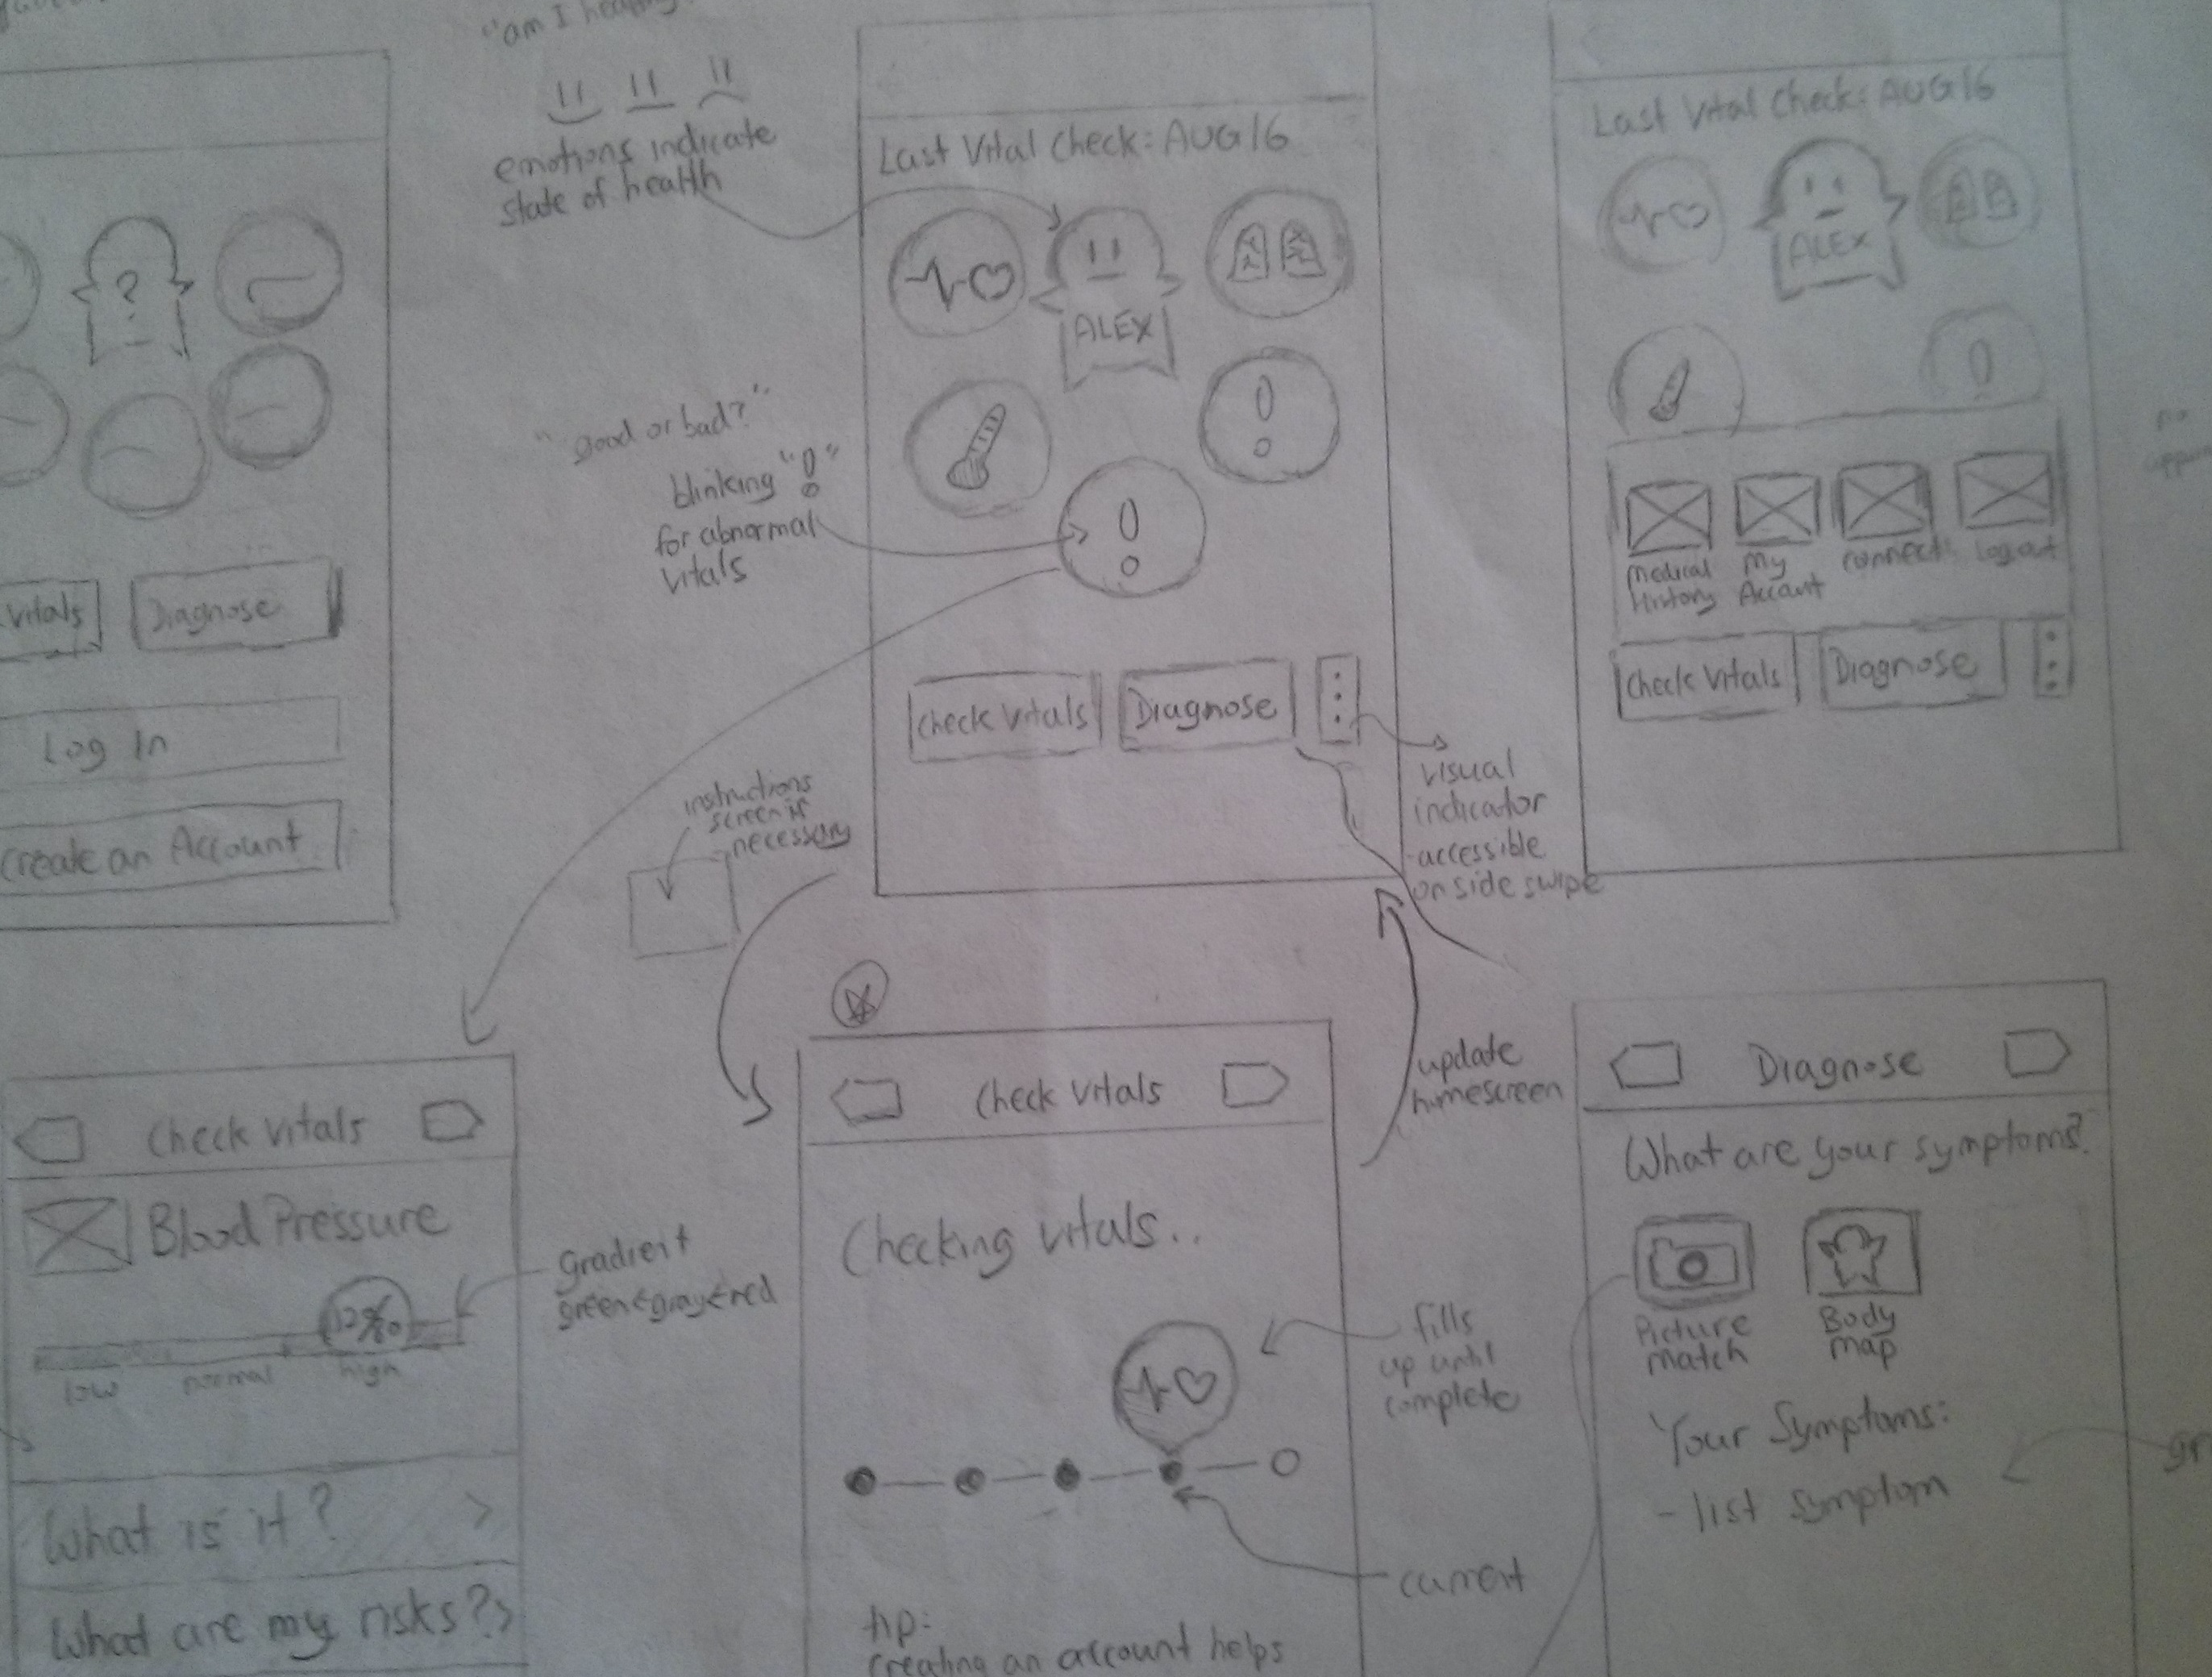 "am I healthy?
emotions indicate
state of health
?
Vitals
Diagnose
Log In
Create an Account
Last Vital Check: AUG 16
ALEX
"good or bad?"
blinking "!"
for abnormal
vitals
!
!
Check Vitals
Diagnose
visual
indicator
accessible
on side swipe
instructions
screen if
necessary
Last Vital Check: AUG 16
ALEX
!
Medical
History
My
Account
connect
logout
Check Vitals
Diagnose
no
Check Vitals
Blood Pressure
low
normal
high
gradient
green<gray<red
What is it? >
What are my risks? >
Check Vitals
Checking vitals..
fills
up until
complete
current
tip:
creating an account helps
update
homescreen
Diagnose
What are your symptoms?
Picture
match
Body
map
Your Symptoms:
- list symptom